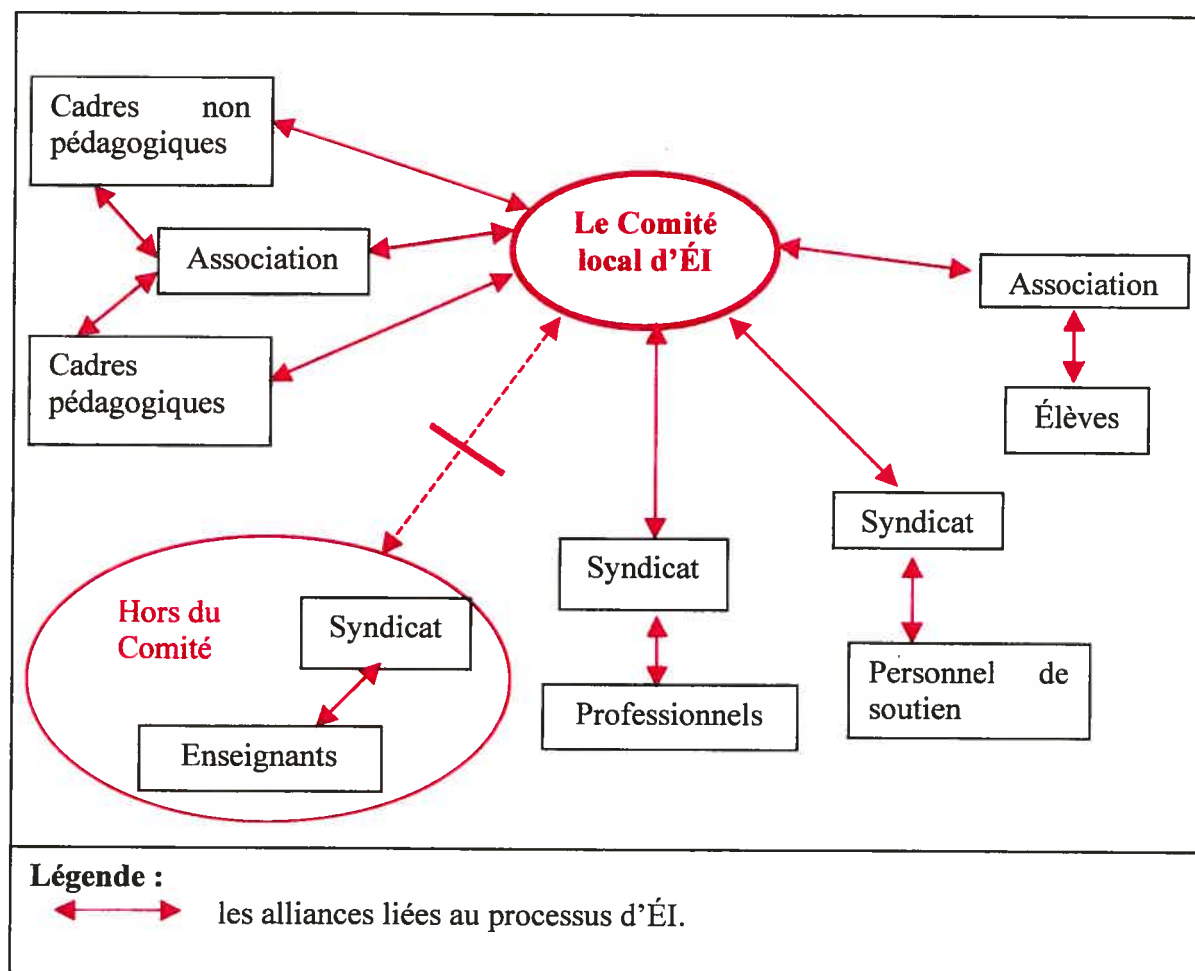 Cadres non
pédagogiques
Le Comité
local d'ÉI
Association
Association
Cadres
pédagogiques
Élèves
Syndicat
Syndicat
Hors du
Comité
Syndicat
Personnel de
soutien
Professionnels
Enseignants
Légende :
les alliances liées au processus d'ÉI.